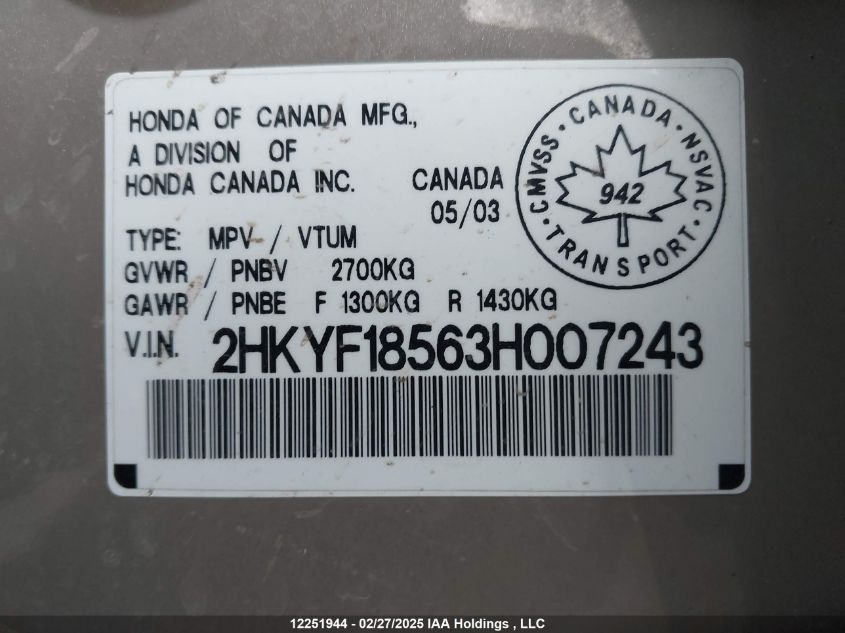 HONDA OF CANADA MFG.,
A DIVISION OF
HONDA CANADA INC. CANADA
05/03
TYPE: MPV / VTUM
GVWR / PNBV 2700KG
GAWR / PNBE F 1300KG R 1430KG
V.I.N. 2HKYF18563H007243
CMVSS · CANADA · NSVAC · TRANSPORT ·
942
12251944 - 02/27/2025 IAA Holdings , LLC